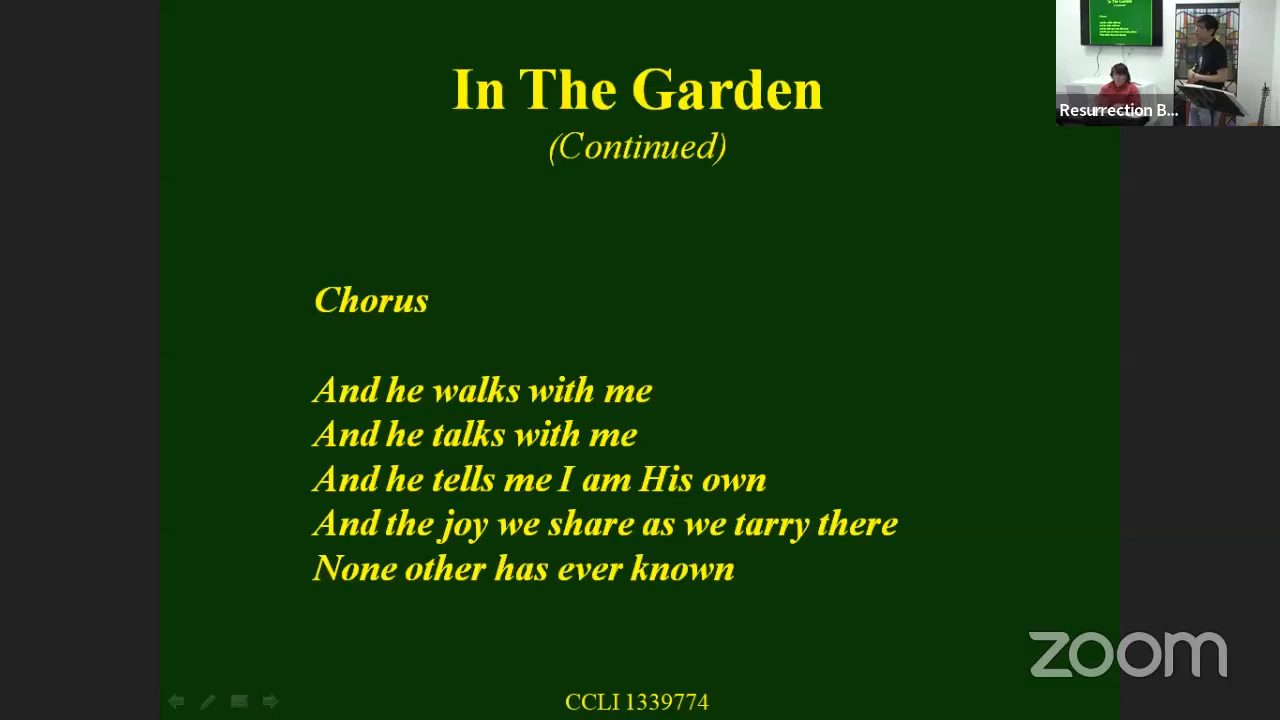 In The Garden
(Continued)
Resurrection B...
Chorus
And he walks with me
And he talks with me
And he tells me I am His own
And the joy we share as we tarry there
None other has ever known
zoom
CCLI 1339774